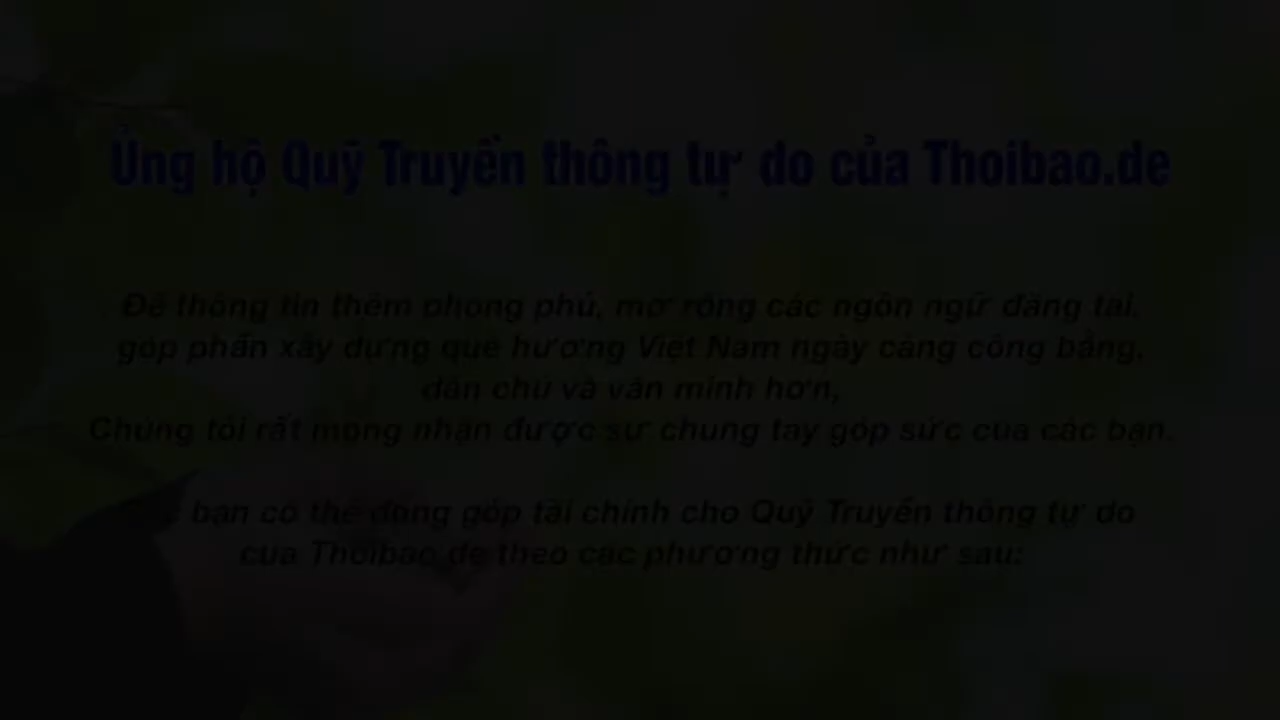 Ủng hộ Quỹ Truyền thông tự do của Thoibao.de
Để thông tin thêm phong phú, mở rộng các ngôn ngữ đăng tải,
góp phần xây dựng quê hương Việt Nam ngày càng công bằng,
dân chủ và văn minh hơn,
Chúng tôi rất mong nhận được sự chung tay góp sức của các bạn.
Các bạn có thể đóng góp tài chính cho Quỹ Truyền thông tự do
của Thoibao.de theo các phương thức như sau: